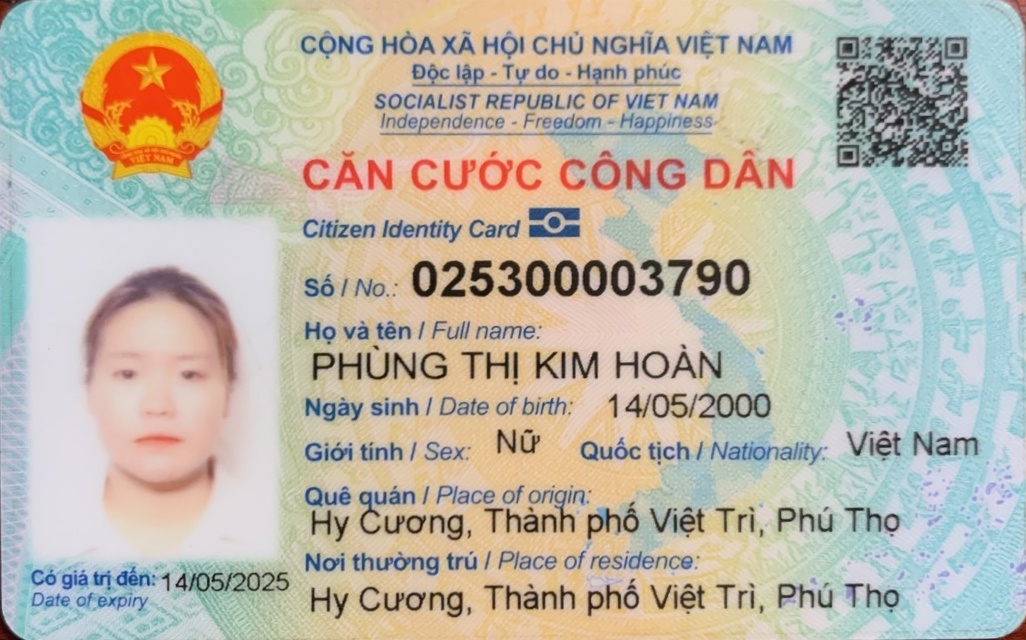 CỘNG HÒA XÃ HỘI CHỦ NGHĨA VIỆT NAM
Độc lập - Tự do - Hạnh phúc
SOCIALIST REPUBLIC OF VIET NAM
Independence - Freedom - Happiness
CĂN CƯỚC CÔNG DÂN
Citizen Identity Card
Số / No.: 025300003790
Họ và tên / Full name:
PHÙNG THỊ KIM HOÀN
Ngày sinh / Date of birth: 14/05/2000
Giới tính / Sex: Nữ Quốc tịch / Nationality: Việt Nam
Quê quán / Place of origin:
Hy Cương, Thành phố Việt Trì, Phú Thọ
Nơi thường trú / Place of residence:
Hy Cương, Thành phố Việt Trì, Phú Thọ
Có giá trị đến: 14/05/2025
Date of expiry
VIỆT NAM